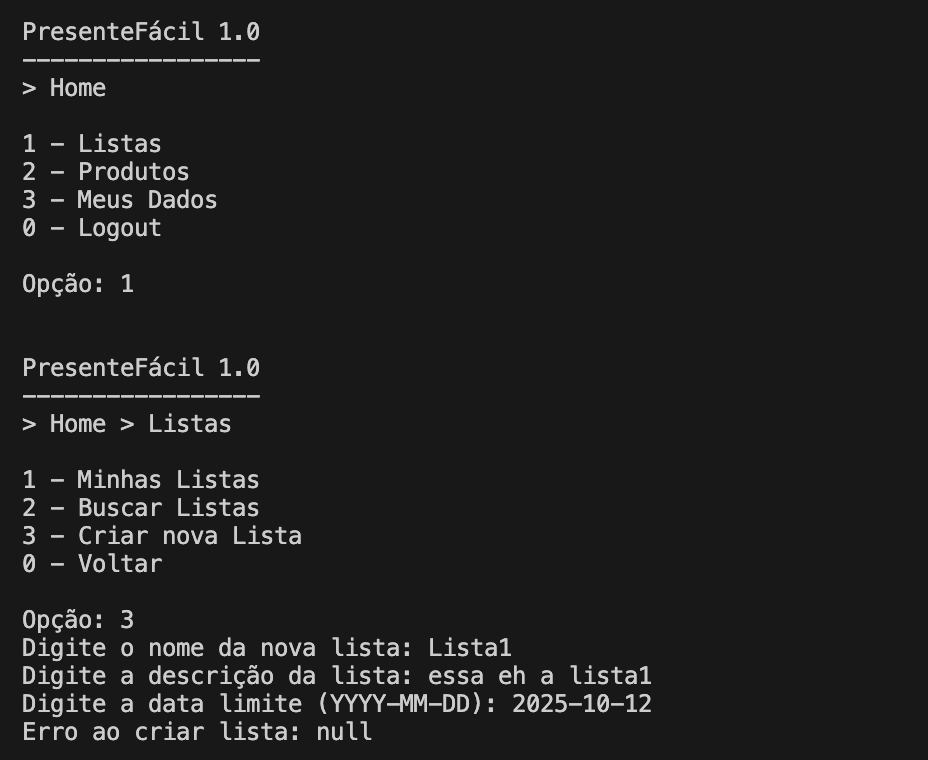 PresenteFácil 1.0
-----------------
> Home
1 - Listas
2 - Produtos
3 - Meus Dados
0 - Logout
Opção: 1
PresenteFácil 1.0
-----------------
> Home > Listas
1 - Minhas Listas
2 - Buscar Listas
3 - Criar nova Lista
0 - Voltar
Opção: 3
Digite o nome da nova lista: Lista1
Digite a descrição da lista: essa eh a lista1
Digite a data limite (YYYY-MM-DD): 2025-10-12
Erro ao criar lista: null